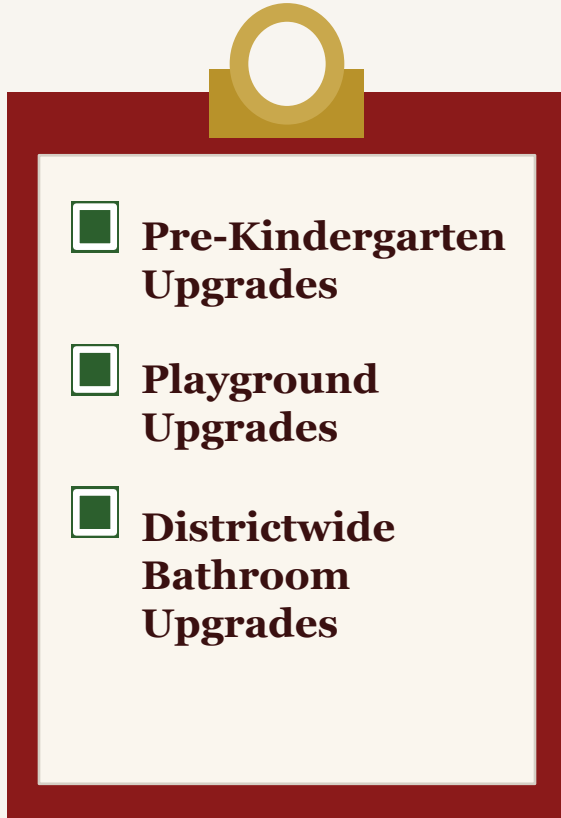 Pre-Kindergarten
Upgrades
Playground
Upgrades
Districtwide
Bathroom
Upgrades